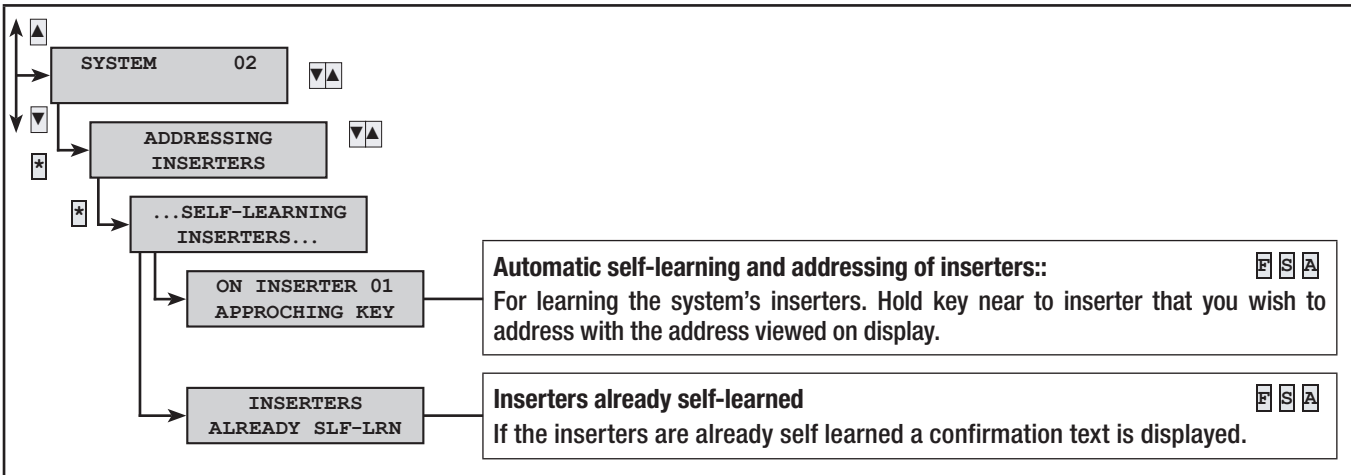 ▲
SYSTEM 02
▼▲
▼
ADDRESSING
INSERTERS
▼▲
*
...SELF-LEARNING
INSERTERS...
*
ON INSERTER 01
APPROCHING KEY
Automatic self-learning and addressing of inserters:: F S A
For learning the system's inserters. Hold key near to inserter that you wish to
address with the address viewed on display.
INSERTERS
ALREADY SLF-LRN
Inserters already self-learned F S A
If the inserters are already self learned a confirmation text is displayed.